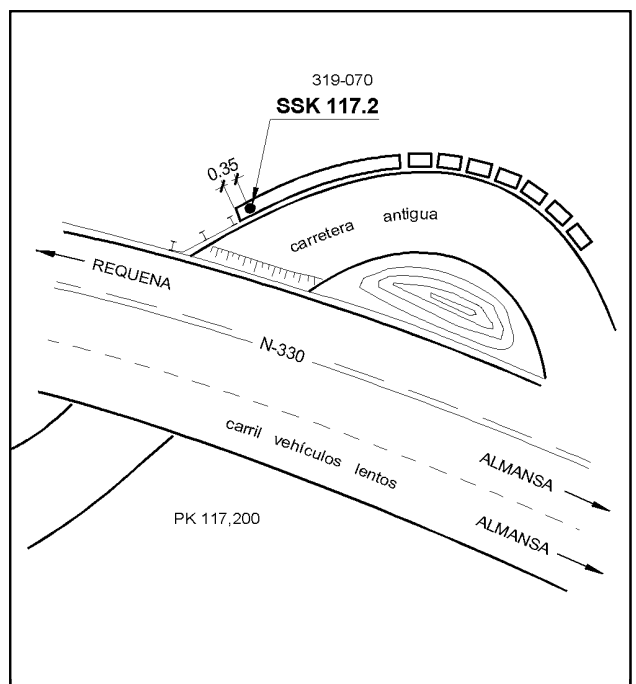 319-070
SSK 117.2
0.35
carretera antigua
REQUENA
N-330
carril vehículos lentos
ALMANSA
ALMANSA
PK 117,200